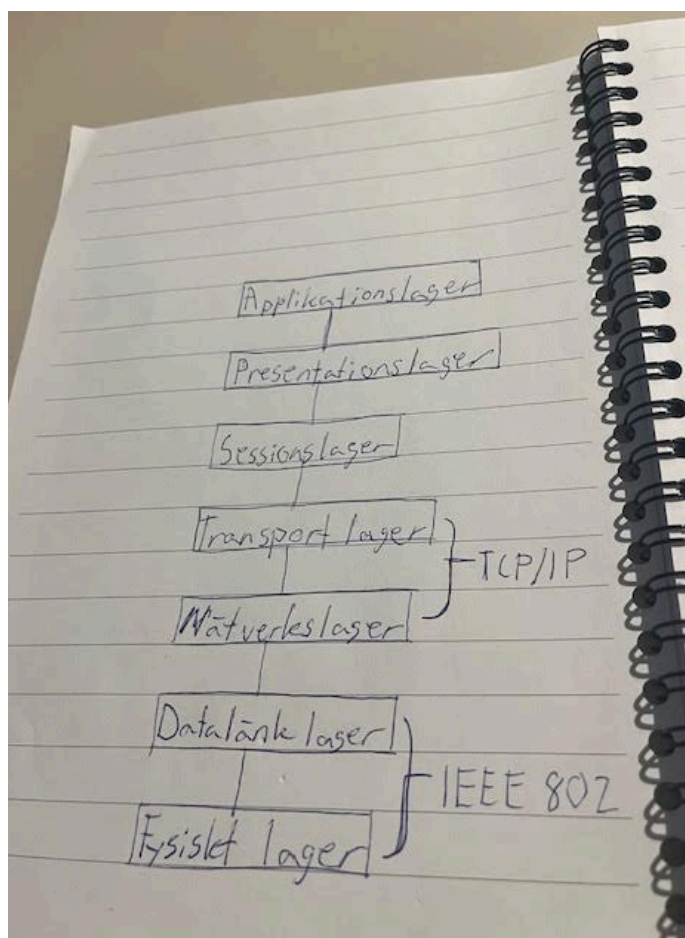 Applikationslager
Presentationslager
Sessionslager
Transport lager
TCP/IP
Nätverkslager
Datalänk lager
IEEE 802
Fysiskt lager